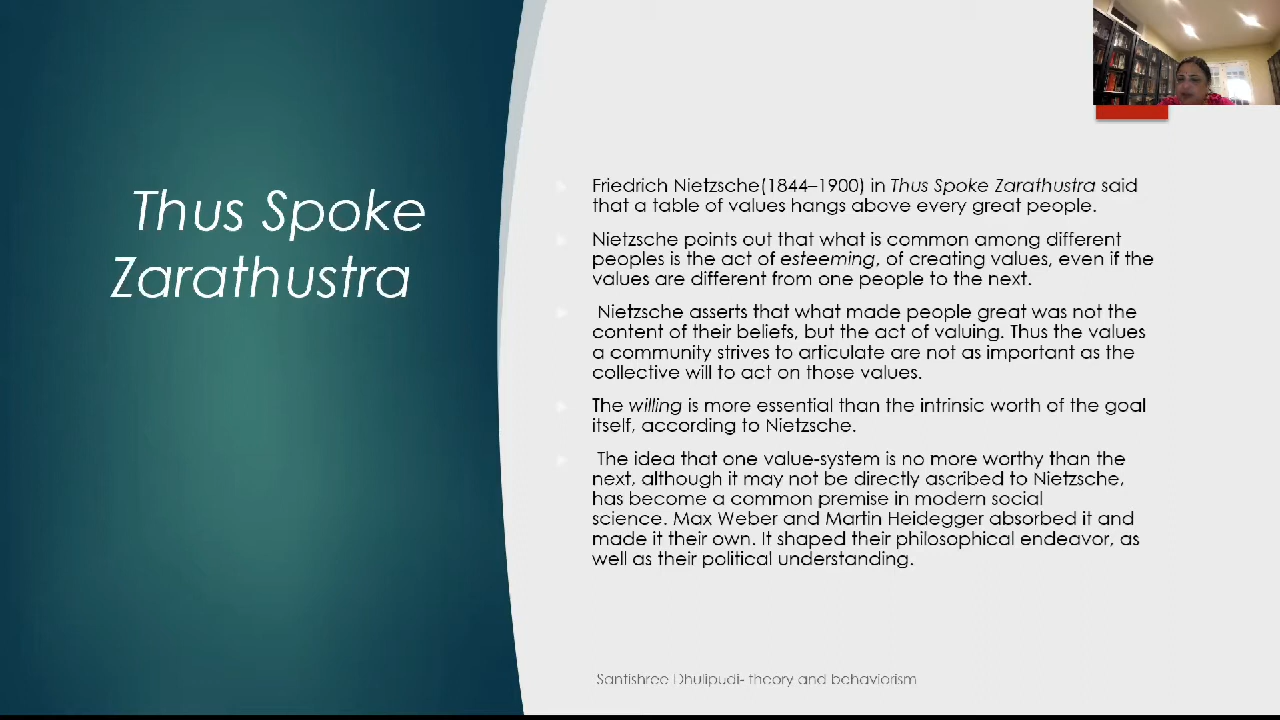 Thus Spoke
Zarathustra
Friedrich Nietzsche(1844–1900) in Thus Spoke Zarathustra said
that a table of values hangs above every great people.
Nietzsche points out that what is common among different
peoples is the act of esteeming, of creating values, even if the
values are different from one people to the next.
Nietzsche asserts that what made people great was not the
content of their beliefs, but the act of valuing. Thus the values
a community strives to articulate are not as important as the
collective will to act on those values.
The willing is more essential than the intrinsic worth of the goal
itself, according to Nietzsche.
The idea that one value-system is no more worthy than the
next, although it may not be directly ascribed to Nietzsche,
has become a common premise in modern social
science. Max Weber and Martin Heidegger absorbed it and
made it their own. It shaped their philosophical endeavor, as
well as their political understanding.
Santishree Dhulipudi- theory and behaviorism